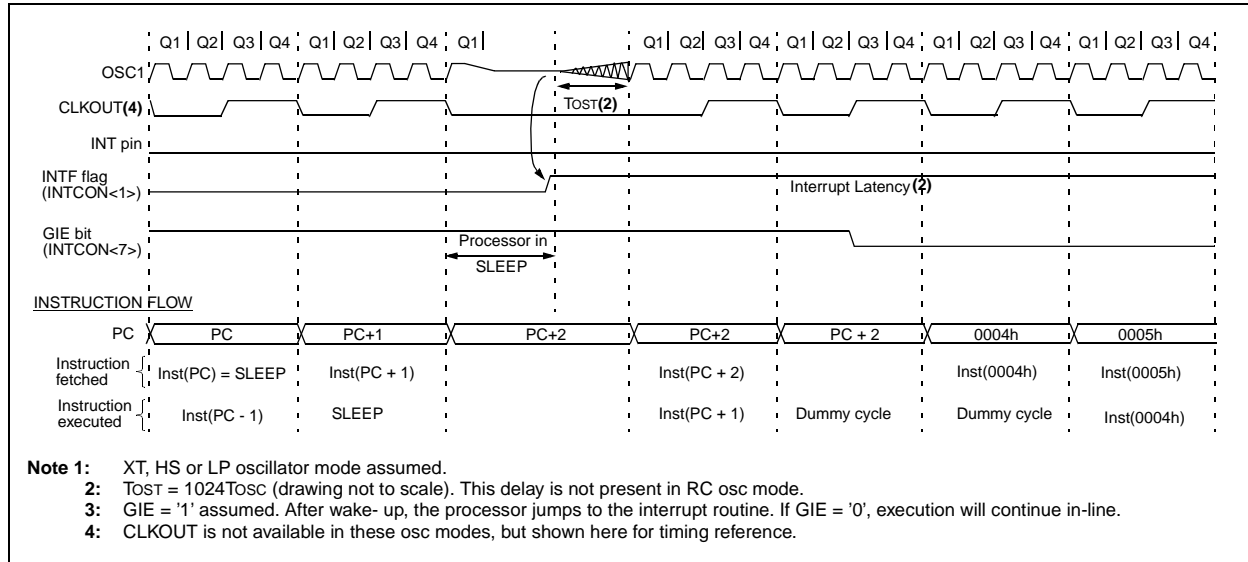 Q1 Q2 Q3 Q4 Q1 Q2 Q3 Q4 Q1 Q1 Q2 Q3 Q4 Q1 Q2 Q3 Q4 Q1 Q2 Q3 Q4 Q1 Q2 Q3 Q4
OSC1
TOST(2)
CLKOUT(4)
INT pin
INTF flag
(INTCON<1>)
Interrupt Latency(2)
GIE bit
(INTCON<7>)
Processor in
SLEEP
INSTRUCTION FLOW
PC PC PC+1 PC+2 PC+2 PC + 2 0004h 0005h
Instruction
fetched
Inst(PC) = SLEEP Inst(PC + 1) Inst(PC + 2) Inst(0004h) Inst(0005h)
Instruction
executed
Inst(PC - 1) SLEEP Inst(PC + 1) Dummy cycle Dummy cycle Inst(0004h)
Note 1: XT, HS or LP oscillator mode assumed.
2: TOST = 1024TOSC (drawing not to scale). This delay is not present in RC osc mode.
3: GIE = '1' assumed. After wake- up, the processor jumps to the interrupt routine. If GIE = '0', execution will continue in-line.
4: CLKOUT is not available in these osc modes, but shown here for timing reference.